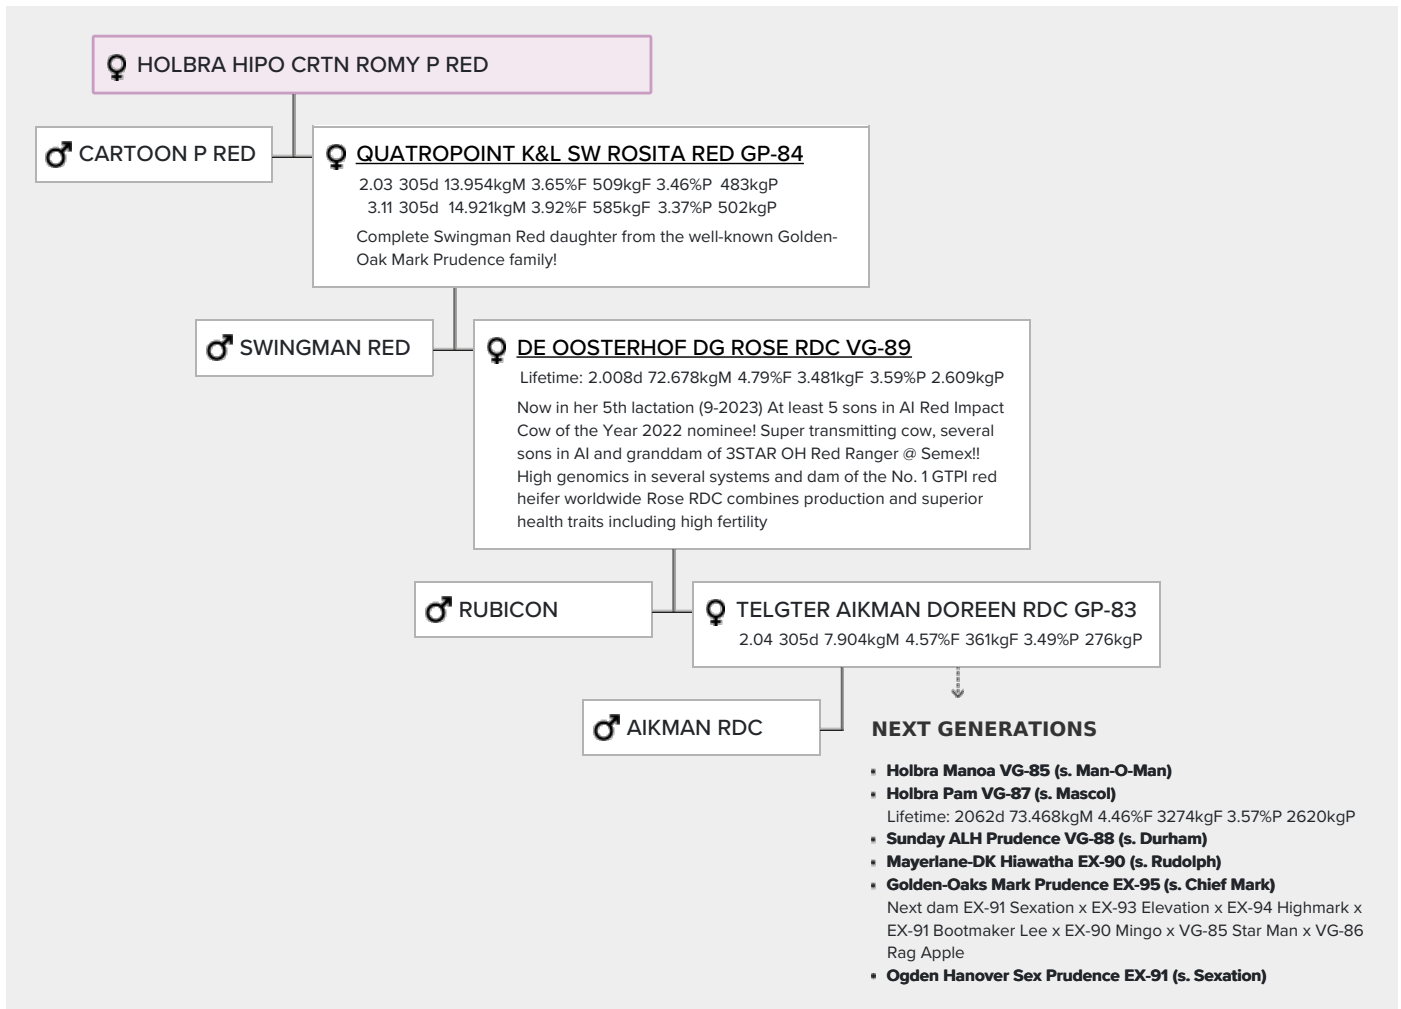 HOLBRA HIPO CRTN ROMY P RED
CARTOON P RED
QUATROPOINT K&L SW ROSITA RED GP-84
2.03 305d 13.954kgM 3.65%F 509kgF 3.46%P 483kgP
3.11 305d 14.921kgM 3.92%F 585kgF 3.37%P 502kgP
Complete Swingman Red daughter from the well-known Golden-
Oak Mark Prudence family!
SWINGMAN RED
DE OOSTERHOF DG ROSE RDC VG-89
Lifetime: 2.008d 72.678kgM 4.79%F 3.481kgF 3.59%P 2.609kgP
Now in her 5th lactation (9-2023) At least 5 sons in AI Red Impact
Cow of the Year 2022 nominee! Super transmitting cow, several
sons in AI and granddam of 3STAR OH Red Ranger @ Semex!!
High genomics in several systems and dam of the No. 1 GTPI red
heifer worldwide Rose RDC combines production and superior
health traits including high fertility
RUBICON
TELGTER AIKMAN DOREEN RDC GP-83
2.04 305d 7.904kgM 4.57%F 361kgF 3.49%P 276kgP
AIKMAN RDC
NEXT GENERATIONS
Holbra Manoa VG-85 (s. Man-O-Man)
Holbra Pam VG-87 (s. Mascol)
Lifetime: 2062d 73.468kgM 4.46%F 3274kgF 3.57%P 2620kgP
Sunday ALH Prudence VG-88 (s. Durham)
Mayerlane-DK Hiawatha EX-90 (s. Rudolph)
Golden-Oaks Mark Prudence EX-95 (s. Chief Mark)
Next dam EX-91 Sexation x EX-93 Elevation x EX-94 Highmark x
EX-91 Bootmaker Lee x EX-90 Mingo x VG-85 Star Man x VG-86
Rag Apple
Ogden Hanover Sex Prudence EX-91 (s. Sexation)